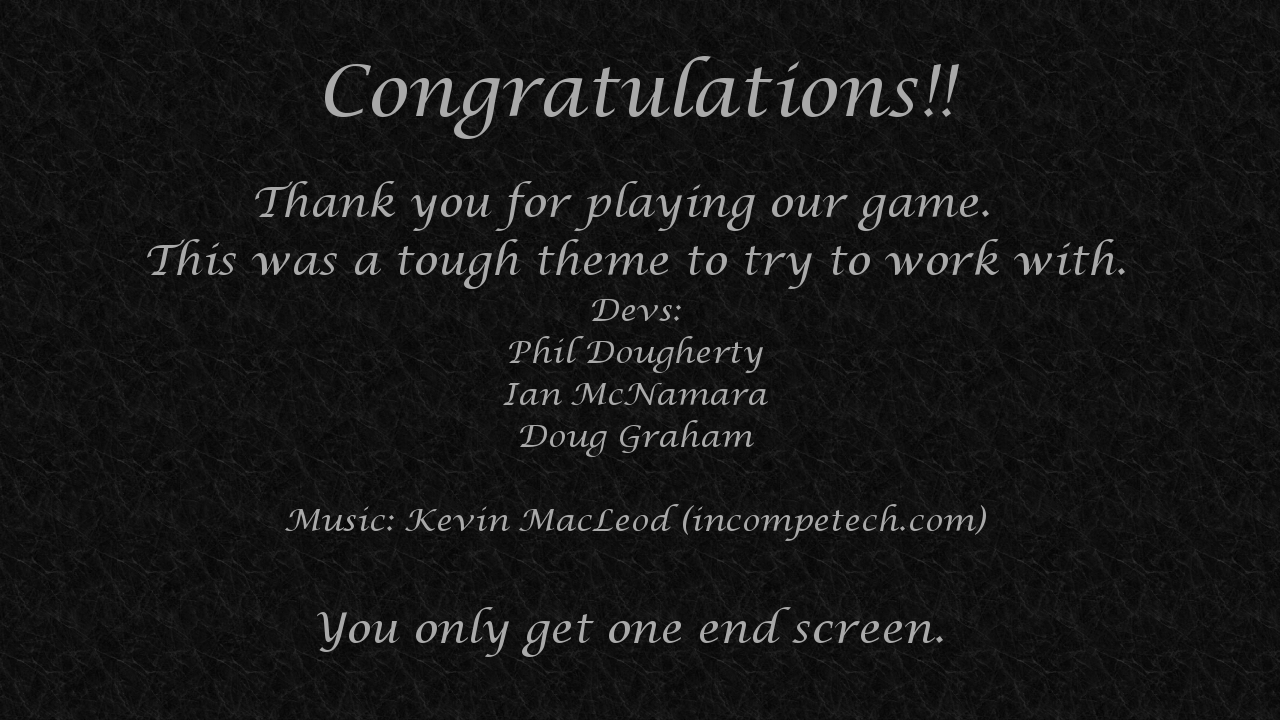 Congratulations!!
Thank you for playing our game.
This was a tough theme to try to work with.
Devs:
Phil Dougherty
Ian McNamara
Doug Graham
Music: Kevin MacLeod (incompetech.com)
You only get one end screen.